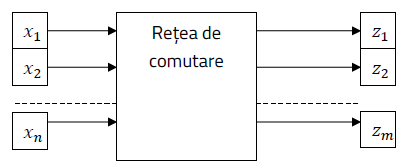 x₁ Rețea de z₁
x₂ comutare z₂
xₙ zₘ